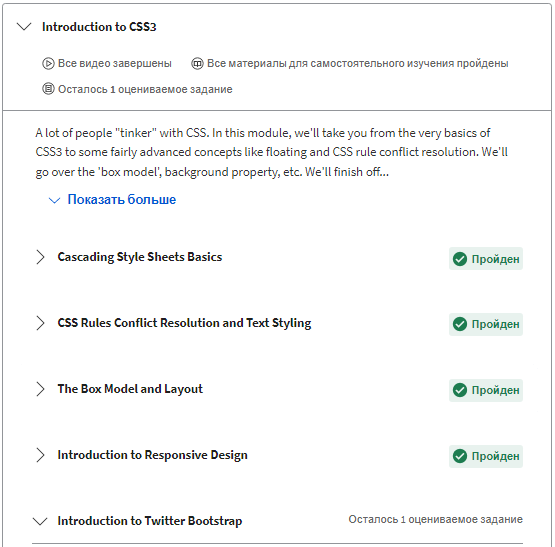 Introduction to CSS3
Все видео завершены Все материалы для самостоятельного изучения пройдены
Осталось 1 оцениваемое задание
A lot of people "tinker" with CSS. In this module, we'll take you from the very basics of
CSS3 to some fairly advanced concepts like floating and CSS rule conflict resolution. We'll
go over the 'box model', background property, etc. We'll finish off...
Показать больше
Cascading Style Sheets Basics Пройден
CSS Rules Conflict Resolution and Text Styling Пройден
The Box Model and Layout Пройден
Introduction to Responsive Design Пройден
Introduction to Twitter Bootstrap Осталось 1 оцениваемое задание